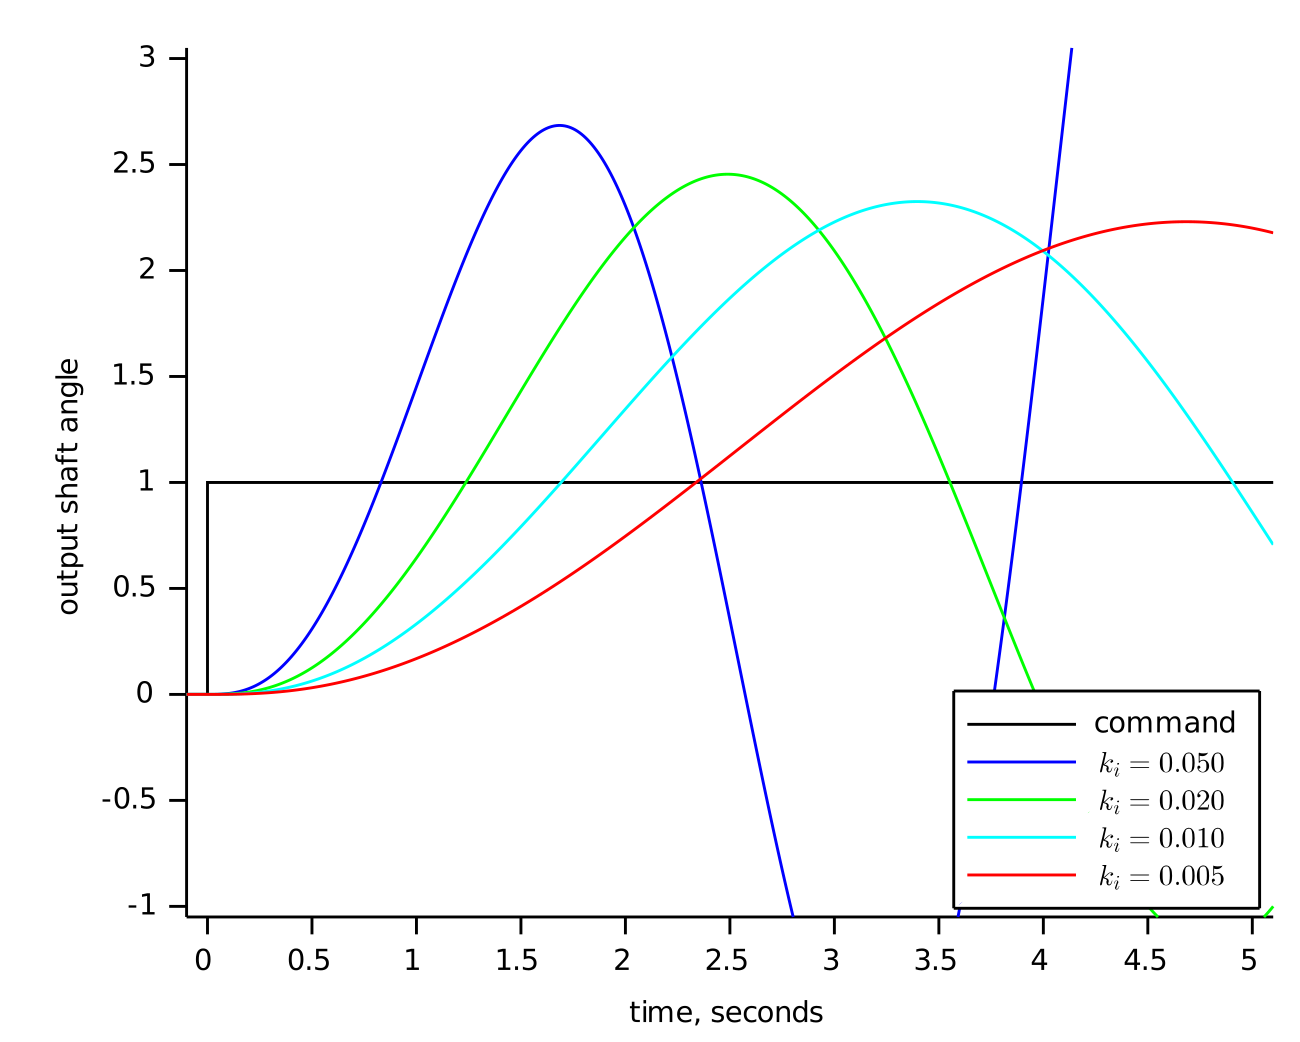 3
2.5
2
1.5
1
0.5
0
-0.5
-1
output shaft angle
0 0.5 1 1.5 2 2.5 3 3.5 4 4.5 5
time, seconds
command
k_i = 0.050
k_i = 0.020
k_i = 0.010
k_i = 0.005